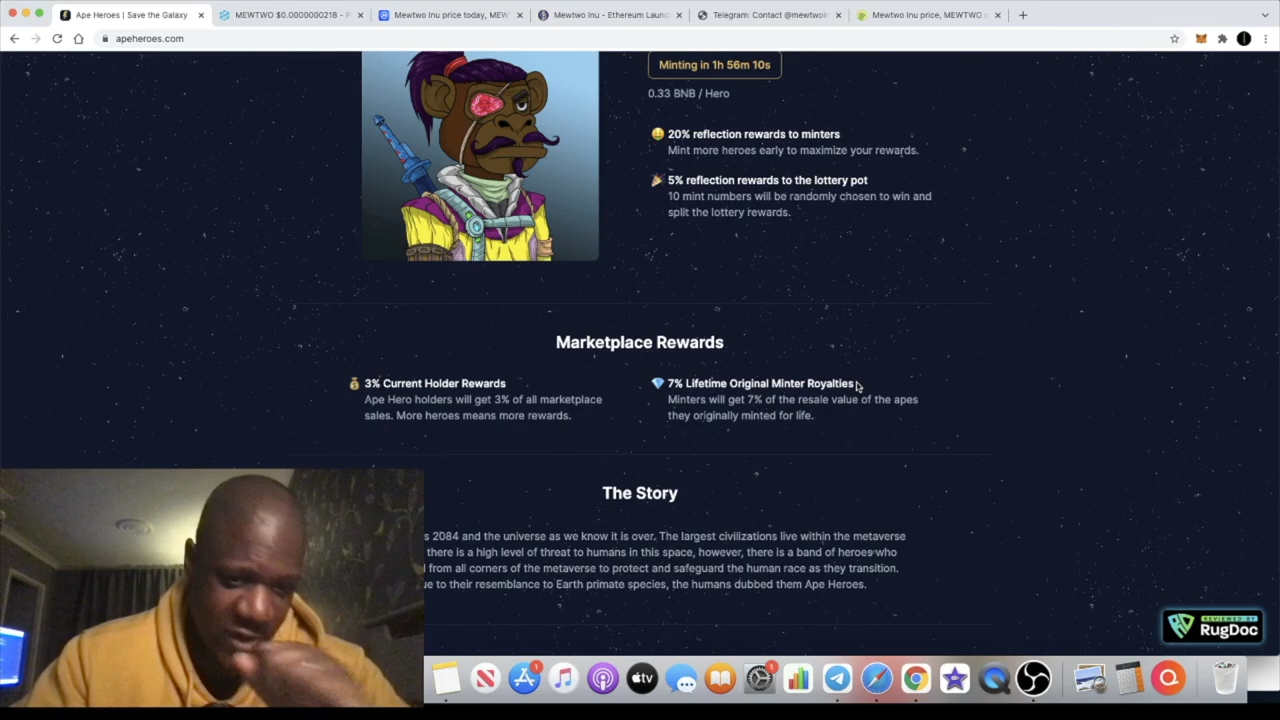 Ape Heroes | Save the Galaxy
MEWTWO $0.0000000218 - P
Mewtwo Inu price today, MEW
Mewtwo Inu - Ethereum Launc
Telegram: Contact @mewtwoin
Mewtwo Inu price, MEWTWO c
apeheroes.com
Minting in 1h 56m 10s
0.33 BNB / Hero
20% reflection rewards to minters
Mint more heroes early to maximize your rewards.
5% reflection rewards to the lottery pot
10 mint numbers will be randomly chosen to win and
split the lottery rewards.
Marketplace Rewards
3% Current Holder Rewards
Ape Hero holders will get 3% of all marketplace
sales. More heroes means more rewards.
7% Lifetime Original Minter Royalties
Minters will get 7% of the resale value of the apes
they originally minted for life.
The Story
s 2084 and the universe as we know it is over. The largest civilizations live within the metaverse
there is a high level of threat to humans in this space, however, there is a band of heroes who
from all corners of the metaverse to protect and safeguard the human race as they transition.
ue to their resemblance to Earth primate species, the humans dubbed them Ape Heroes.
REVIEWED BY
RugDoc
1
tv
1